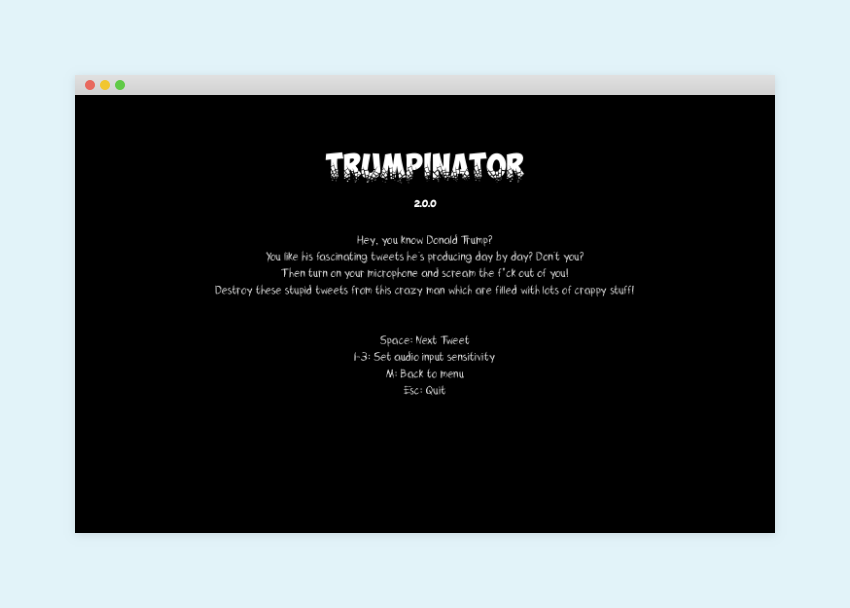 TRUMPINATOR
2.0.0
Hey, you know Donald Trump?
You like his fascinating tweets he's producing day by day? Don't you?
Then turn on your microphone and scream the f*ck out of you!
Destroy these stupid tweets from this crazy man which are filled with lots of crappy stuff!
Space: Next Tweet
1-3: Set audio input sensitivity
M: Back to menu
Esc: Quit